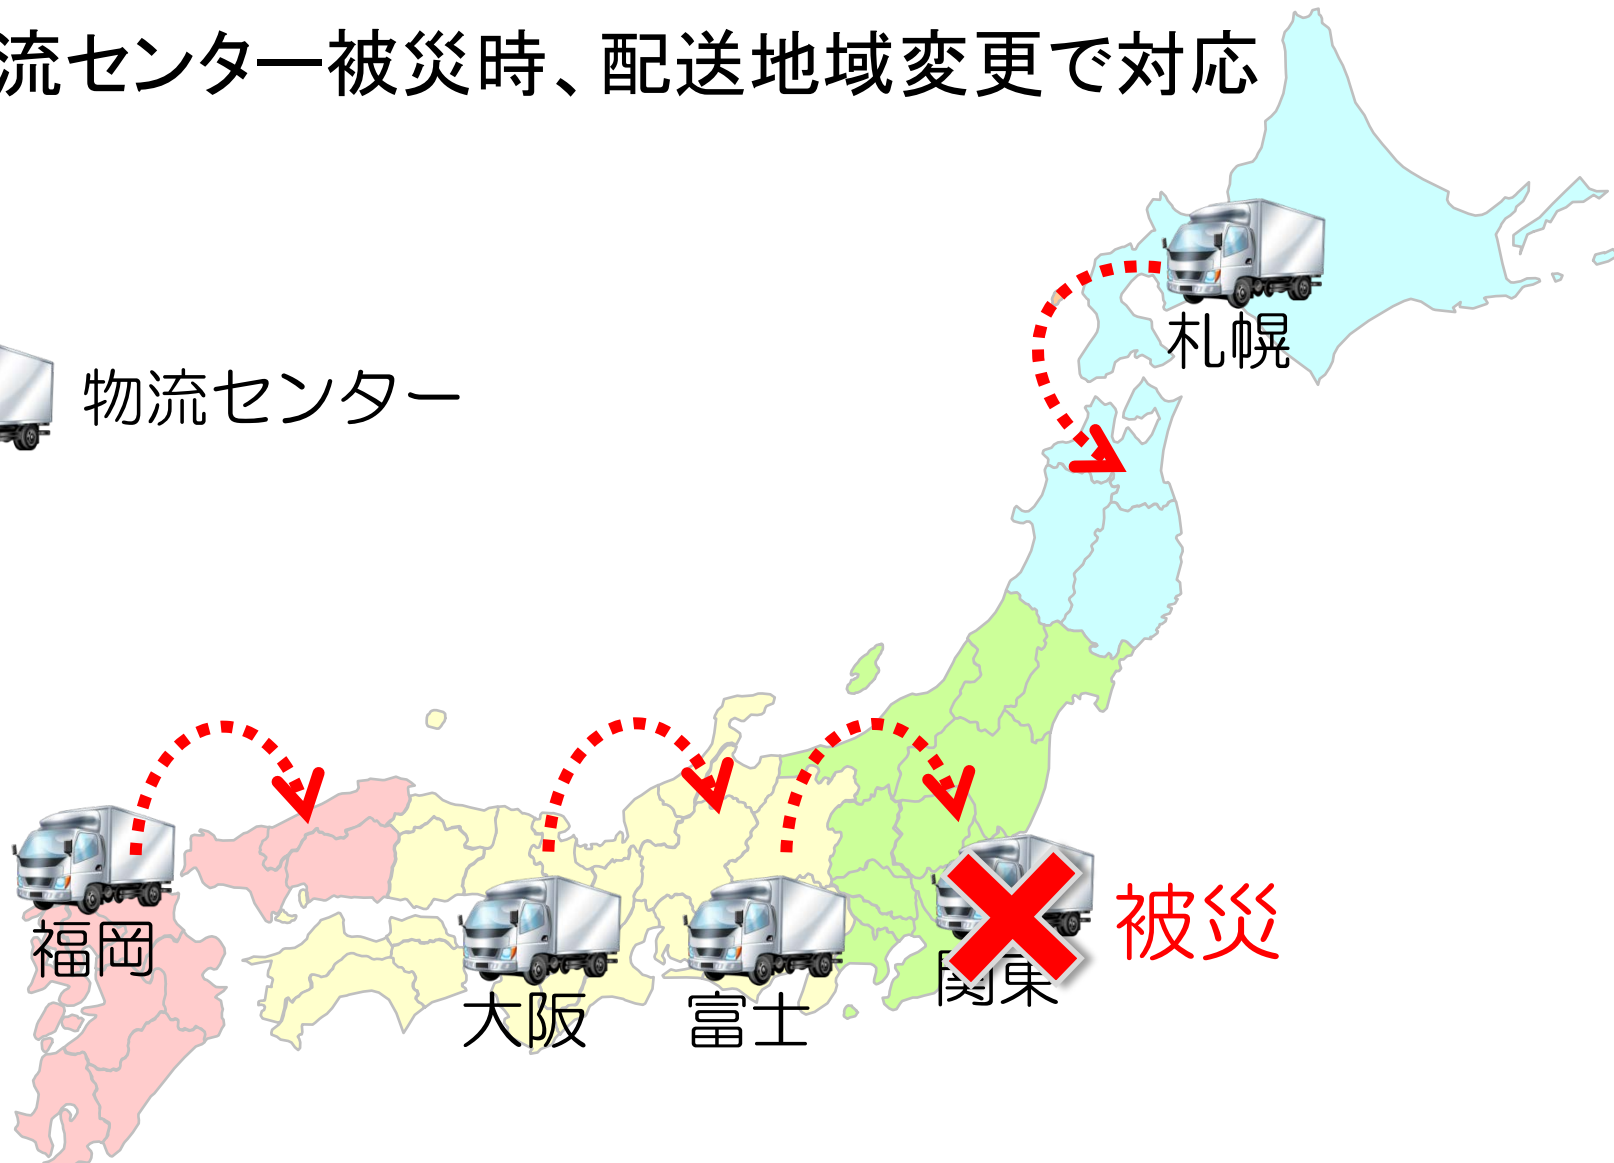 流センター被災時、配送地域変更で対応
札幌
物流センター
福岡
大阪
富士
関東
被災